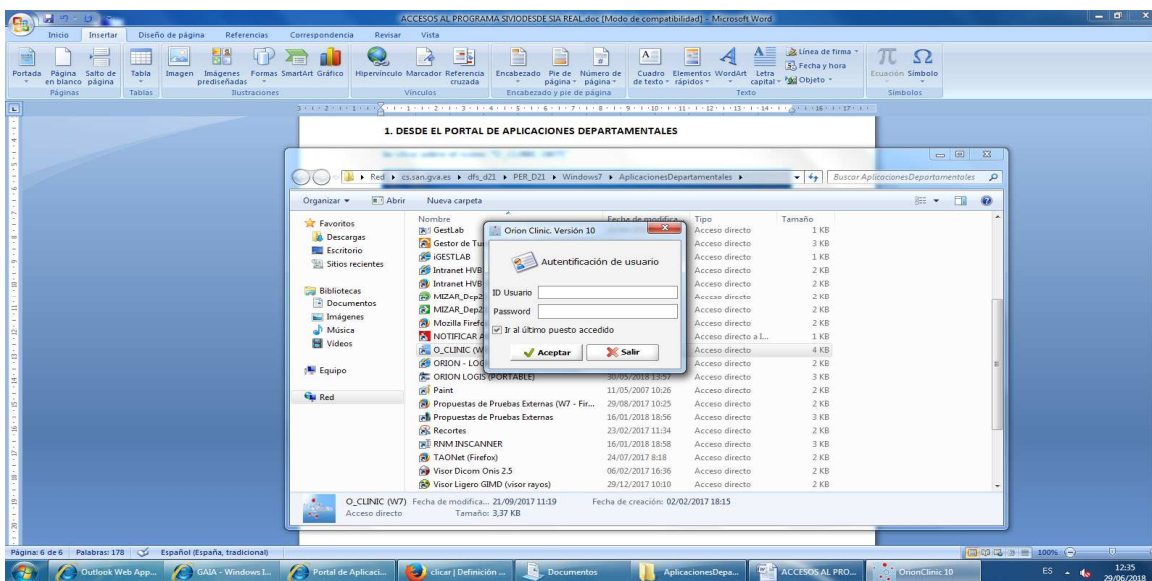 ACCESOS AL PROGRAMA SIVIODESDE SIA REAL.doc [Modo de compatibilidad] - Microsoft Word
Inicio Insertar Diseño de página Referencias Correspondencia Revisar Vista
Portada Página en blanco Salto de página Tabla Imagen Imágenes prediseñadas Formas SmartArt Gráfico Hipervínculo Marcador Referencia cruzada Encabezado Pie de página Número de página Cuadro de texto Elementos rápidos WordArt Letra capital Línea de firma Fecha y hora Objeto Ecuación Símbolo
Páginas Tablas Ilustraciones Vínculos Encabezado y pie de página Texto Símbolos
1. DESDE EL PORTAL DE APLICACIONES DEPARTAMENTALES
Red ▸ cs.san.gva.es ▸ dfs_d21 ▸ PER_D21 ▸ Windows7 ▸ AplicacionesDepartamentales ▸ Buscar AplicacionesDepartamentales
Organizar Abrir Nueva carpeta
Favoritos
Descargas
Escritorio
Sitios recientes
Bibliotecas
Documentos
Imágenes
Música
Vídeos
Equipo
Red
Nombre Fecha de modifica... Tipo Tamaño
GestLab Acceso directo 1 KB
Gestor de Tu Acceso directo 3 KB
iGESTLAB Acceso directo 1 KB
Intranet HVB Acceso directo 2 KB
Intranet HVB Acceso directo 2 KB
MIZAR_Dep2 Acceso directo 2 KB
MIZAR_Dep2 Acceso directo 2 KB
Mozilla Firefo Acceso directo 2 KB
NOTIFICAR A Acceso directo a I... 1 KB
O_CLINIC (W Acceso directo 4 KB
ORION - LOG Acceso directo 2 KB
ORION LOGIS (PORTABLE) 30/05/2018 13:57 Acceso directo 3 KB
Paint 11/05/2007 10:26 Acceso directo 2 KB
Propuestas de Pruebas Externas (W7 - Fir... 29/08/2017 10:25 Acceso directo 2 KB
Propuestas de Pruebas Externas 16/01/2018 18:56 Acceso directo 3 KB
Recortes 23/02/2017 11:34 Acceso directo 2 KB
RNM INSCANNER 16/01/2018 18:58 Acceso directo 3 KB
TAONet (Firefox) 24/07/2017 8:18 Acceso directo 2 KB
Visor Dicom Onis 2.5 06/02/2017 16:36 Acceso directo 2 KB
Visor Ligero GIMD (visor rayos) 29/12/2017 10:10 Acceso directo 2 KB
Orion Clinic. Versión 10
Autentificación de usuario
ID Usuario
Password
Ir al último puesto accedido
Aceptar Salir
O_CLINIC (W7) Fecha de modifica... 21/09/2017 11:19 Fecha de creación: 02/02/2017 18:15
Acceso directo Tamaño: 3,37 KB
Página: 6 de 6 Palabras: 178 Español (España, tradicional) 100%
Outlook Web App... GAIA - Windows I... Portal de Aplicaci... clicar | Definición ... Documentos AplicacionesDepa... ACCESOS AL PRO... OrionClinic 10 ES 12:35
29/06/2018